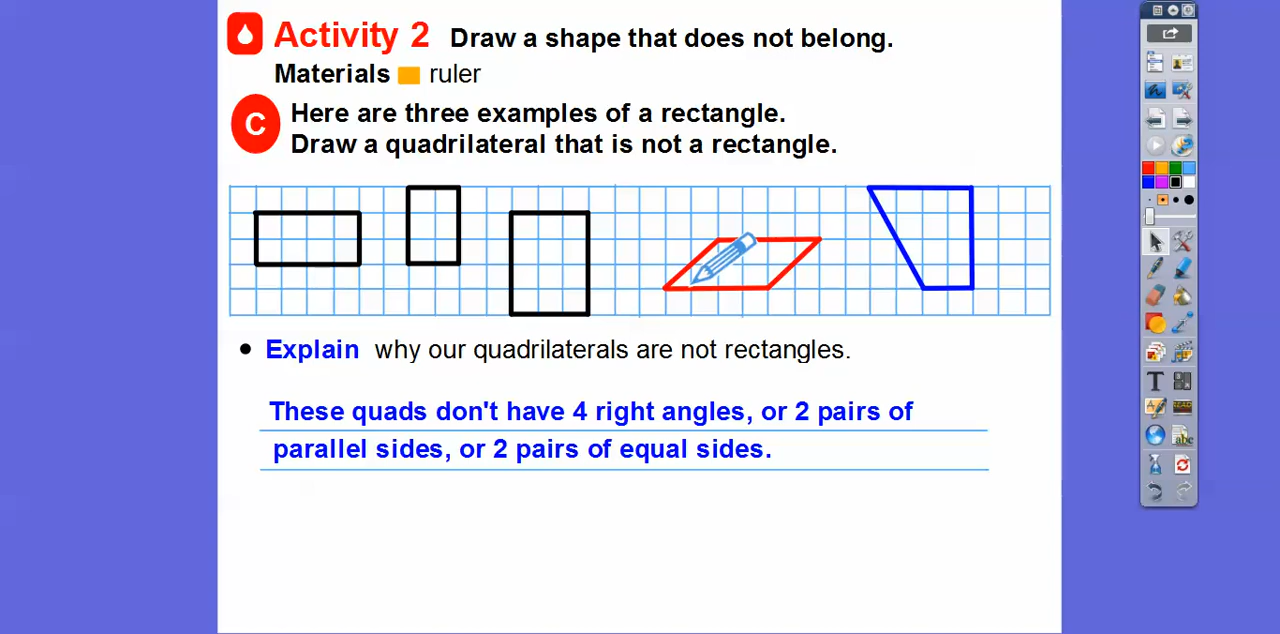 Activity 2 Draw a shape that does not belong.
Materials ruler
C Here are three examples of a rectangle.
Draw a quadrilateral that is not a rectangle.
• Explain why our quadrilaterals are not rectangles.
These quads don't have 4 right angles, or 2 pairs of
parallel sides, or 2 pairs of equal sides.